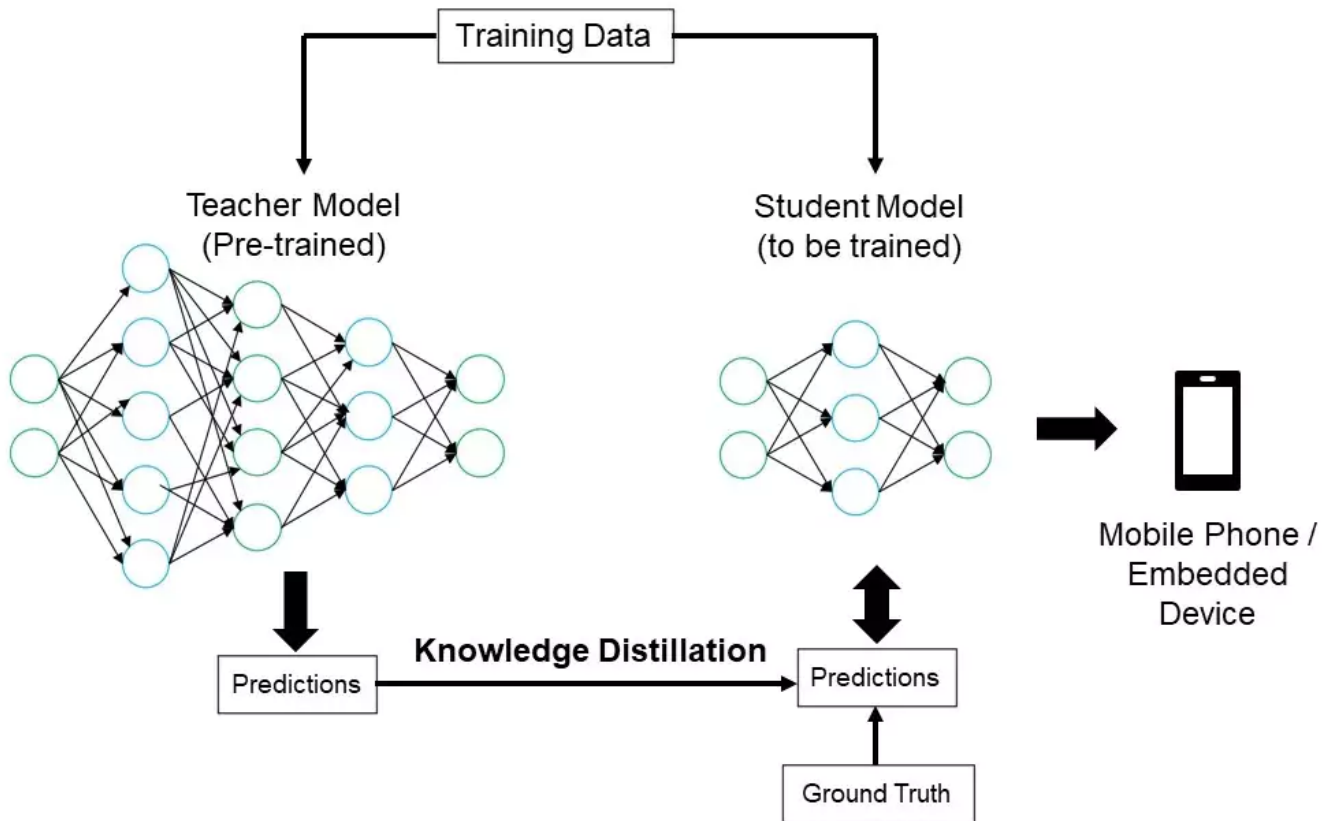 Training Data
Teacher Model
(Pre-trained)
Student Model
(to be trained)
Mobile Phone /
Embedded
Device
Knowledge Distillation
Predictions
Predictions
Ground Truth